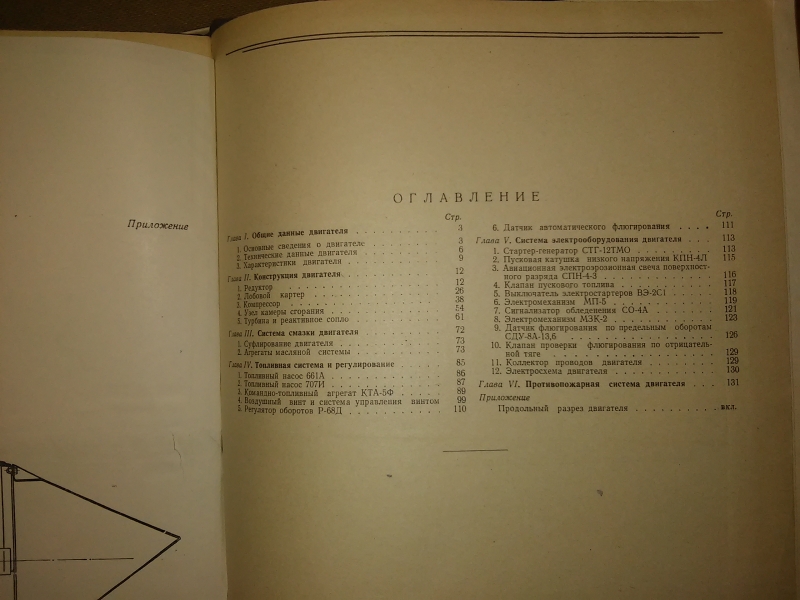 Приложение
ОГЛАВЛЕНИЕ
Стр.
Глава I. Общие данные двигателя . . . . . . . . . . . 3
1. Основные сведения о двигателе . . . . . . . . . . 3
2. Технические данные двигателя . . . . . . . . . . 6
3. Характеристики двигателя . . . . . . . . . . 9
Глава II. Конструкция двигателя . . . . . . . . . . . 12
1. Редуктор . . . . . . . . . . . . . . 12
2. Лобовой картер . . . . . . . . . . . . 26
3. Компрессор . . . . . . . . . . . . . 38
4. Узел камеры сгорания . . . . . . . . . . . 54
5. Турбина и реактивное сопло . . . . . . . . . . 61
Глава III. Система смазки двигателя . . . . . . . . . . 72
1. Суфлирование двигателя . . . . . . . . . . . 73
2. Агрегаты масляной системы . . . . . . . . . . 73
Глава IV. Топливная система и регулирование . . . . . . . 85
1. Топливный насос 661А . . . . . . . . . . . 86
2. Топливный насос 707И . . . . . . . . . . . 87
3. Командно-топливный агрегат КТА-5Ф . . . . . . 89
4. Воздушный винт и система управления винтом 99
5. Регулятор оборотов Р-68Д . . . . . . . . . . 110
Стр.
6. Датчик автоматического флюгирования . . . . 111
Глава V. Система электрооборудования двигателя . . . . 113
1. Стартер-генератор СТГ-12ТМО . . . . . . . . 113
2. Пусковая катушка низкого напряжения КПН-4Л 115
3. Авиационная электроэрозионная свеча поверхност-
ного разряда СПН-4-3 . . . . . . . . . . . 116
4. Клапан пускового топлива . . . . . . . . . 117
5. Выключатель электростартеров ВЭ-2С1 . . . . . 118
6. Электромеханизм МП-5 . . . . . . . . . . 119
7. Сигнализатор обледенения СО-4А . . . . . . . 121
8. Электромеханизм МЗК-2 . . . . . . . . . . 123
9. Датчик флюгирования по предельным оборотам
СДУ-8А-13,6 . . . . . . . . . . . . . . 126
10. Клапан проверки флюгирования по отрицатель-
ной тяге . . . . . . . . . . . . . . . 129
11. Коллектор проводов двигателя . . . . . . . . 129
12. Электросхема двигателя . . . . . . . . . . 130
Глава VI. Противопожарная система двигателя . . . . 131
Приложение
Продольный разрез двигателя . . . . . . . . . . вкл.